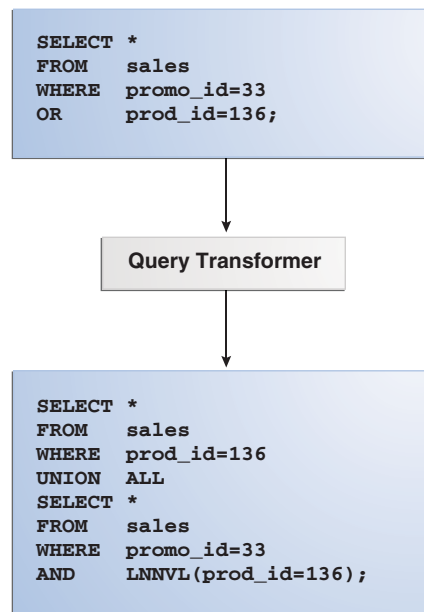 SELECT *
FROM sales
WHERE promo_id=33
OR prod_id=136;
Query Transformer
SELECT *
FROM sales
WHERE prod_id=136
UNION ALL
SELECT *
FROM sales
WHERE promo_id=33
AND LNNVL(prod_id=136);